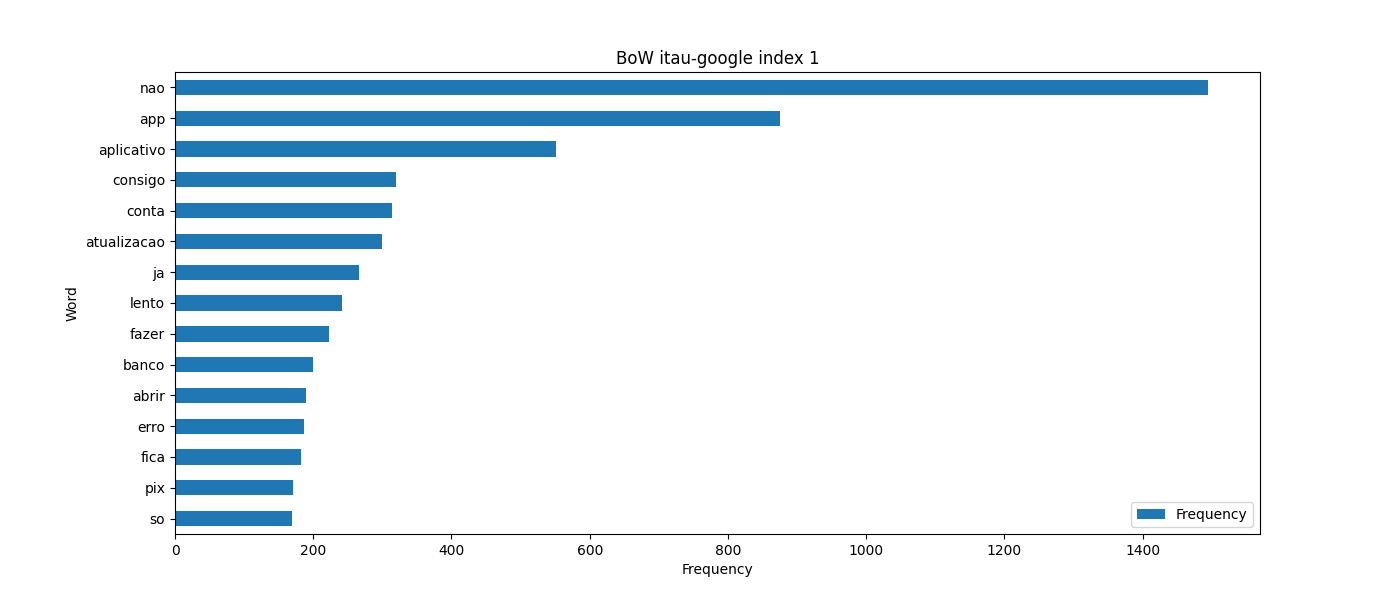 BoW itau-google index 1
nao
app
aplicativo
consigo
conta
atualizacao
ja
lento
fazer
banco
abrir
erro
fica
pix
so
Word
Frequency
0 200 400 600 800 1000 1200 1400
Frequency